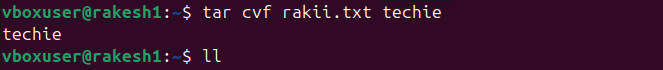 vboxuser@rakesh1:~$ tar cvf rakii.txt techie
techie
vboxuser@rakesh1:~$ ll